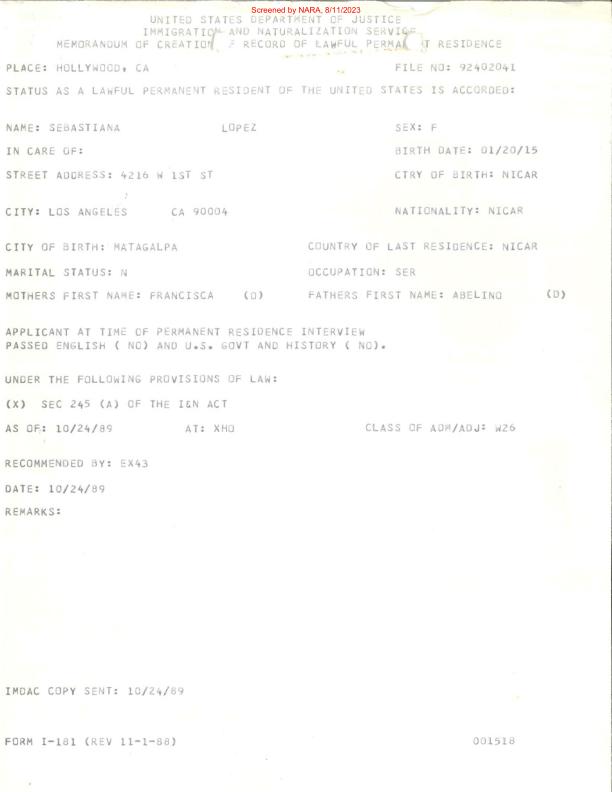 Screened by NARA, 8/11/2023
UNITED STATES DEPARTMENT OF JUSTICE
IMMIGRATION AND NATURALIZATION SERVICE
MEMORANDUM OF CREATION F RECORD OF LAWFUL PERMA T RESIDENCE
PLACE: HOLLYWOOD, CA FILE NO: 92402041
STATUS AS A LAWFUL PERMANENT RESIDENT OF THE UNITED STATES IS ACCORDED:
NAME: SEBASTIANA LOPEZ SEX: F
IN CARE OF: BIRTH DATE: 01/20/15
STREET ADDRESS: 4216 W 1ST ST CTRY OF BIRTH: NICAR
CITY: LOS ANGELES CA 90004 NATIONALITY: NICAR
CITY OF BIRTH: MATAGALPA COUNTRY OF LAST RESIDENCE: NICAR
MARITAL STATUS: N OCCUPATION: SER
MOTHERS FIRST NAME: FRANCISCA (D) FATHERS FIRST NAME: ABELINO (D)
APPLICANT AT TIME OF PERMANENT RESIDENCE INTERVIEW
PASSED ENGLISH ( NO) AND U.S. GOVT AND HISTORY ( NO).
UNDER THE FOLLOWING PROVISIONS OF LAW:
(X) SEC 245 (A) OF THE I&N ACT
AS OF: 10/24/89 AT: XHO CLASS OF ADM/ADJ: W26
RECOMMENDED BY: EX43
DATE: 10/24/89
REMARKS:
IMDAC COPY SENT: 10/24/89
FORM I-181 (REV 11-1-88) 001518